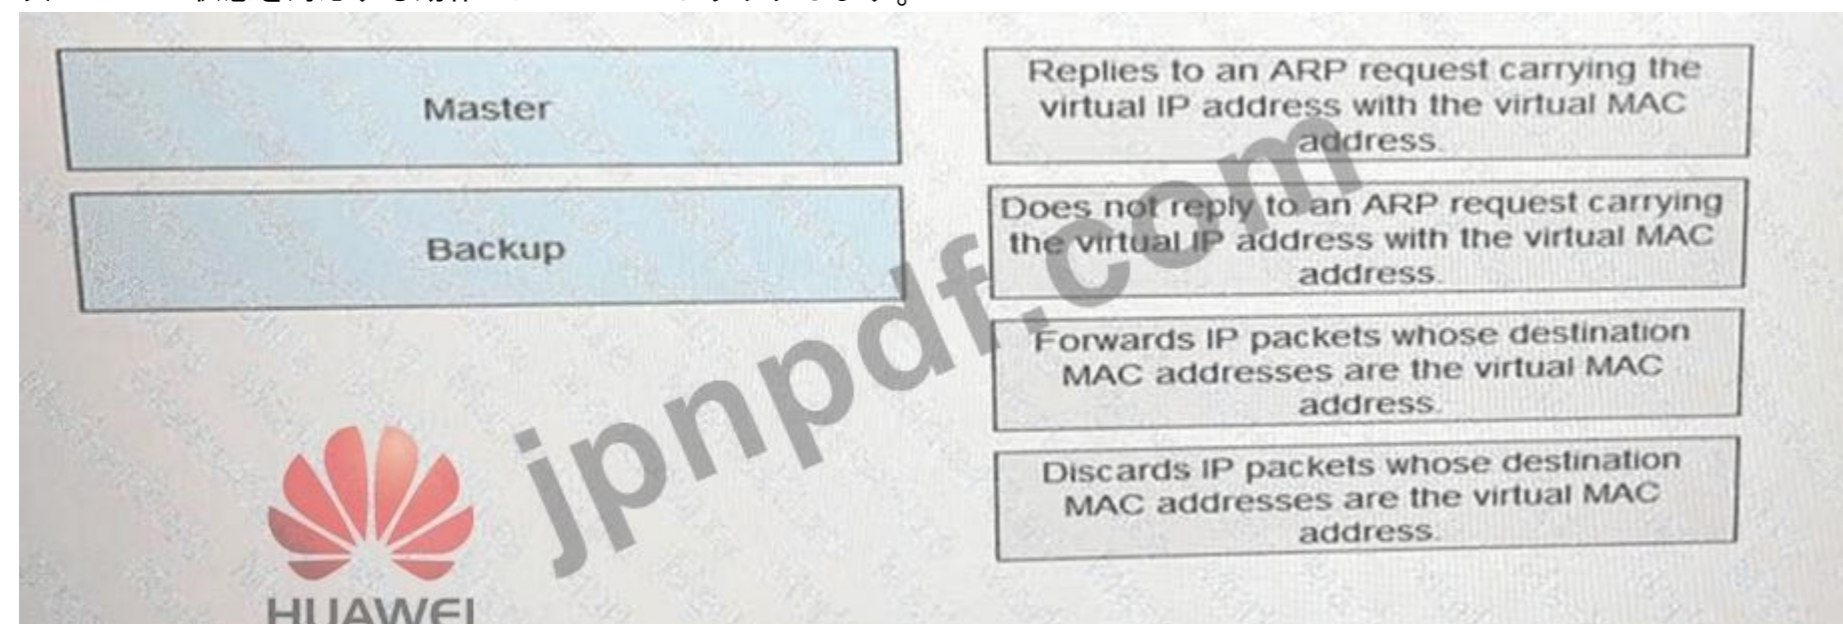 Master
Replies to an ARP request carrying the
virtual IP address with the virtual MAC
address.
Backup
Does not reply to an ARP request carrying
the virtual IP address with the virtual MAC
address.
Forwards IP packets whose destination
MAC addresses are the virtual MAC
address.
Discards IP packets whose destination
MAC addresses are the virtual MAC
address.
jpnpdf.com
HUAWEI